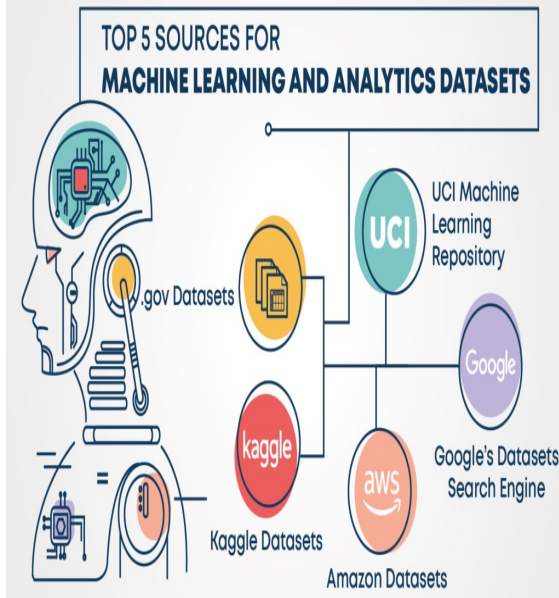 TOP 5 SOURCES FOR
MACHINE LEARNING AND ANALYTICS DATASETS
UCI
UCI Machine
Learning
Repository
.gov Datasets
Google
Google's Datasets
Search Engine
kaggle
Kaggle Datasets
aws
Amazon Datasets